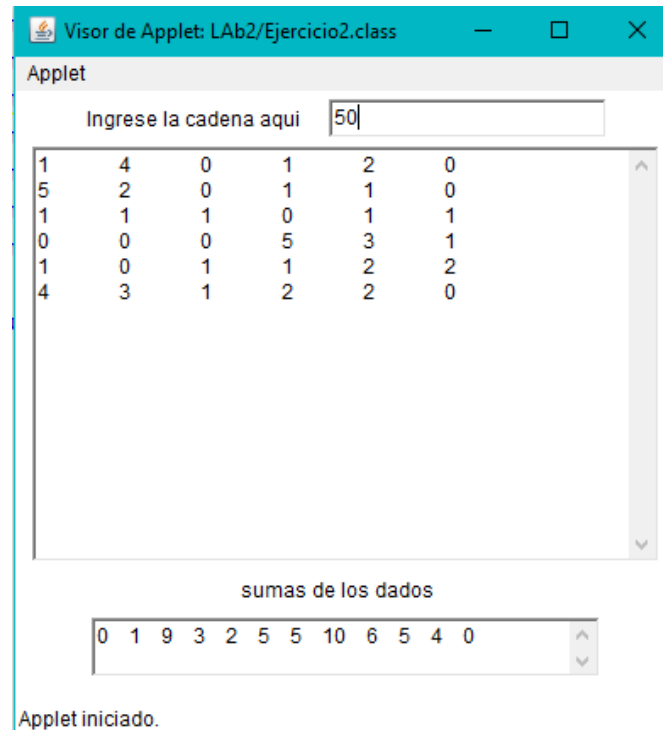 Visor de Applet: LAb2/Ejercicio2.class
Applet
Ingrese la cadena aqui 50
1 4 0 1 2 0
5 2 0 1 1 0
1 1 1 0 1 1
0 0 0 5 3 1
1 0 1 1 2 2
4 3 1 2 2 0
sumas de los dados
0 1 9 3 2 5 5 10 6 5 4 0
Applet iniciado.